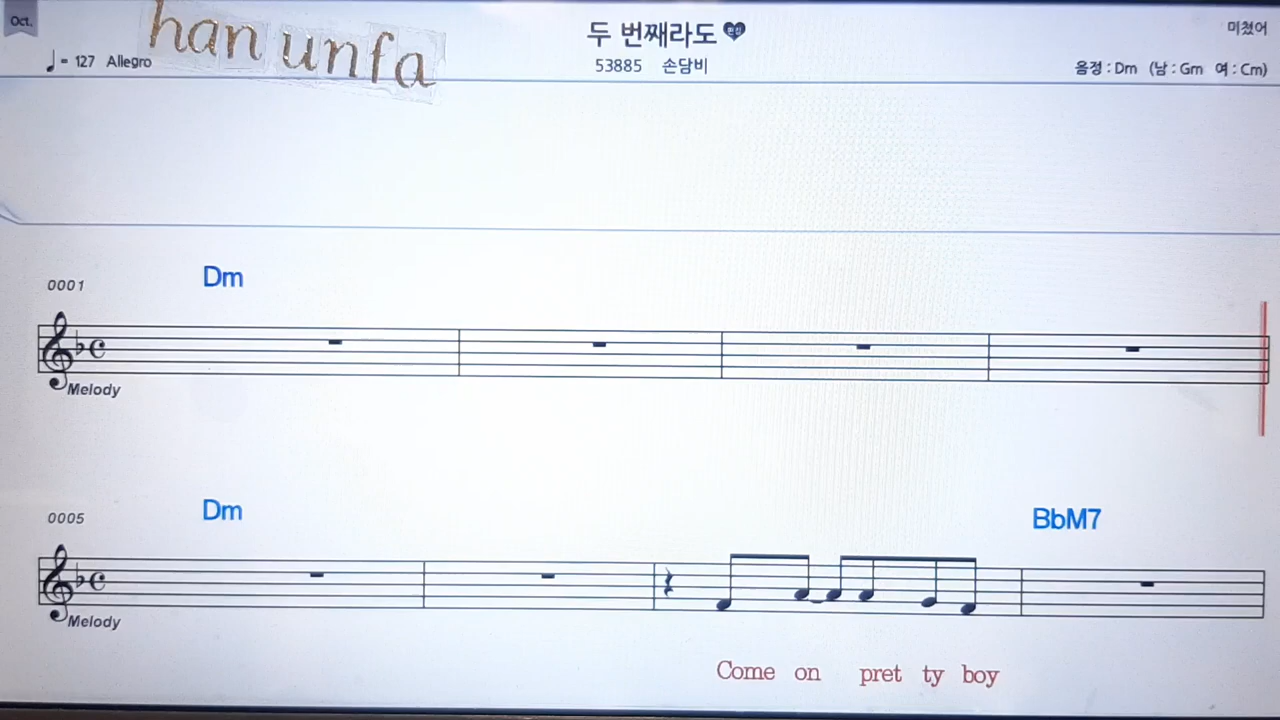 Oct.
han unfa
두 번째라도
미쳤어
♩= 127 Allegro
53885 손담비
음정 : Dm (남 : Gm 여 : Cm)
0001
Dm
Melody
0005
Dm
BbM7
Melody
Come on pret ty boy